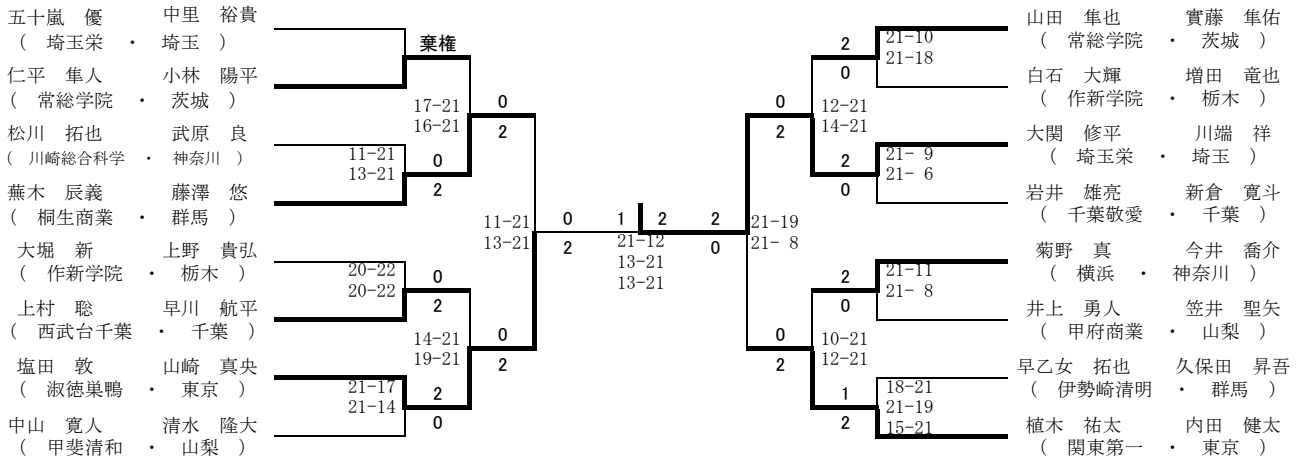 五十嵐 優 中里 裕貴
( 埼玉栄 ・ 埼玉 )
仁平 隼人 小林 陽平
( 常総学院 ・ 茨城 )
松川 拓也 武原 良
( 川崎総合科学 ・ 神奈川 )
蕪木 辰義 藤澤 悠
( 桐生商業 ・ 群馬 )
大堀 新 上野 貴弘
( 作新学院 ・ 栃木 )
上村 聡 早川 航平
( 西武台千葉 ・ 千葉 )
塩田 敦 山崎 真央
( 淑徳巣鴨 ・ 東京 )
中山 寛人 清水 隆大
( 甲斐清和 ・ 山梨 )
棄権
11-21
13-21
0
2
20-22
20-22
0
2
21-17
21-14
2
0
17-21
16-21
0
2
14-21
19-21
0
2
11-21
13-21
0
2
1 2
21-12
13-21
13-21
2
0
21-19
21- 8
0
2
12-21
14-21
0
2
10-21
12-21
2
0
21-10
21-18
2
0
21- 9
21- 6
2
0
21-11
21- 8
1
2
18-21
21-19
15-21
山田 隼也 實藤 隼佑
( 常総学院 ・ 茨城 )
白石 大輝 増田 竜也
( 作新学院 ・ 栃木 )
大関 修平 川端 祥
( 埼玉栄 ・ 埼玉 )
岩井 雄亮 新倉 寛斗
( 千葉敬愛 ・ 千葉 )
菊野 真 今井 喬介
( 横浜 ・ 神奈川 )
井上 勇人 笠井 聖矢
( 甲府商業 ・ 山梨 )
早乙女 拓也 久保田 昇吾
( 伊勢崎清明 ・ 群馬 )
植木 祐太 内田 健太
( 関東第一 ・ 東京 )